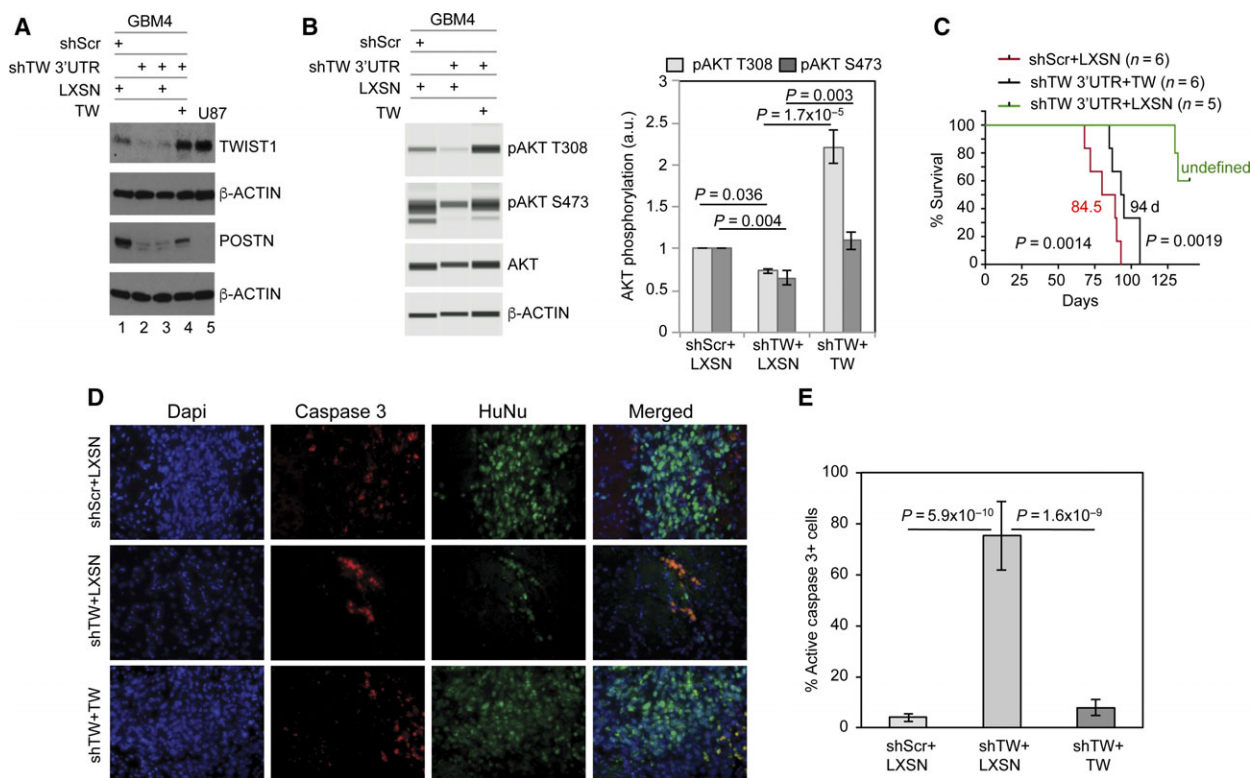 A
GBM4
shScr +
shTW 3'UTR + + +
LXSN + +
TW + U87
TWIST1
β-ACTIN
POSTN
β-ACTIN
1 2 3 4 5
B
GBM4
shScr +
shTW 3'UTR + +
LXSN + +
TW +
pAKT T308
pAKT S473
AKT
β-ACTIN
pAKT T308 pAKT S473
AKT phosphorylation (a.u.)
3
2.5
2
1.5
1
0.5
0
P = 0.003
P = 1.7x10⁻⁵
P = 0.036
P = 0.004
shScr+
LXSN
shTW+
LXSN
shTW+
TW
C
shScr+LXSN (n = 6)
shTW 3'UTR+TW (n = 6)
shTW 3'UTR+LXSN (n = 5)
% Survival
100
80
60
40
20
0
undefined
84.5
94 d
P = 0.0014
P = 0.0019
0 25 50 75 100 125
Days
D
Dapi Caspase 3 HuNu Merged
shScr+LXSN
shTW+LXSN
shTW+TW
E
% Active caspase 3+ cells
100
80
60
40
20
0
P = 5.9x10⁻¹⁰
P = 1.6x10⁻⁹
shScr+
LXSN
shTW+
LXSN
shTW+
TW